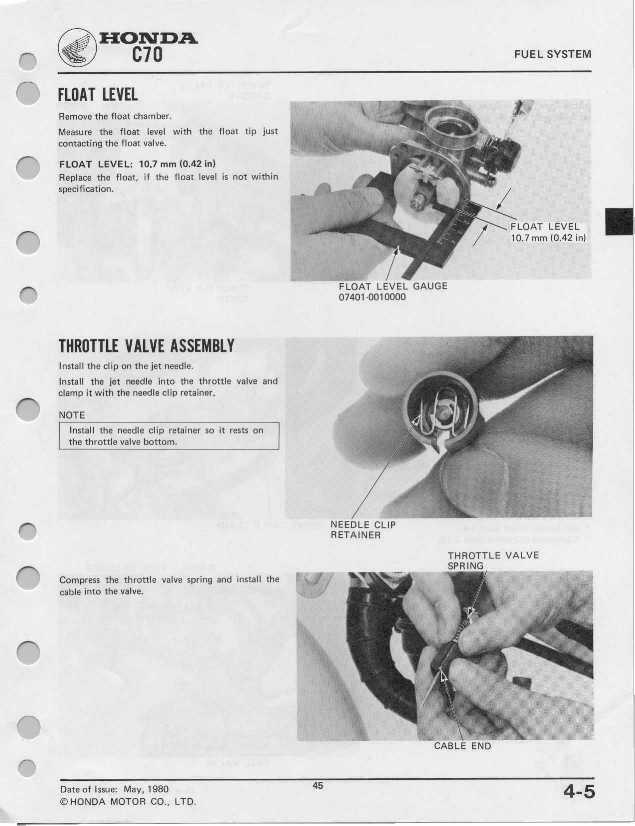 HONDA
C70
FUEL SYSTEM
FLOAT LEVEL
Remove the float chamber.
Measure the float level with the float tip just
contacting the float valve.
FLOAT LEVEL: 10.7 mm (0.42 in)
Replace the float, if the float level is not within
specification.
FLOAT LEVEL
10.7 mm (0.42 in)
FLOAT LEVEL GAUGE
07401-0010000
THROTTLE VALVE ASSEMBLY
Install the clip on the jet needle.
Install the jet needle into the throttle valve and
clamp it with the needle clip retainer.
NOTE
Install the needle clip retainer so it rests on
the throttle valve bottom.
NEEDLE CLIP
RETAINER
THROTTLE VALVE
SPRING
Compress the throttle valve spring and install the
cable into the valve.
CABLE END
Date of Issue: May, 1980
© HONDA MOTOR CO., LTD.
45
4-5